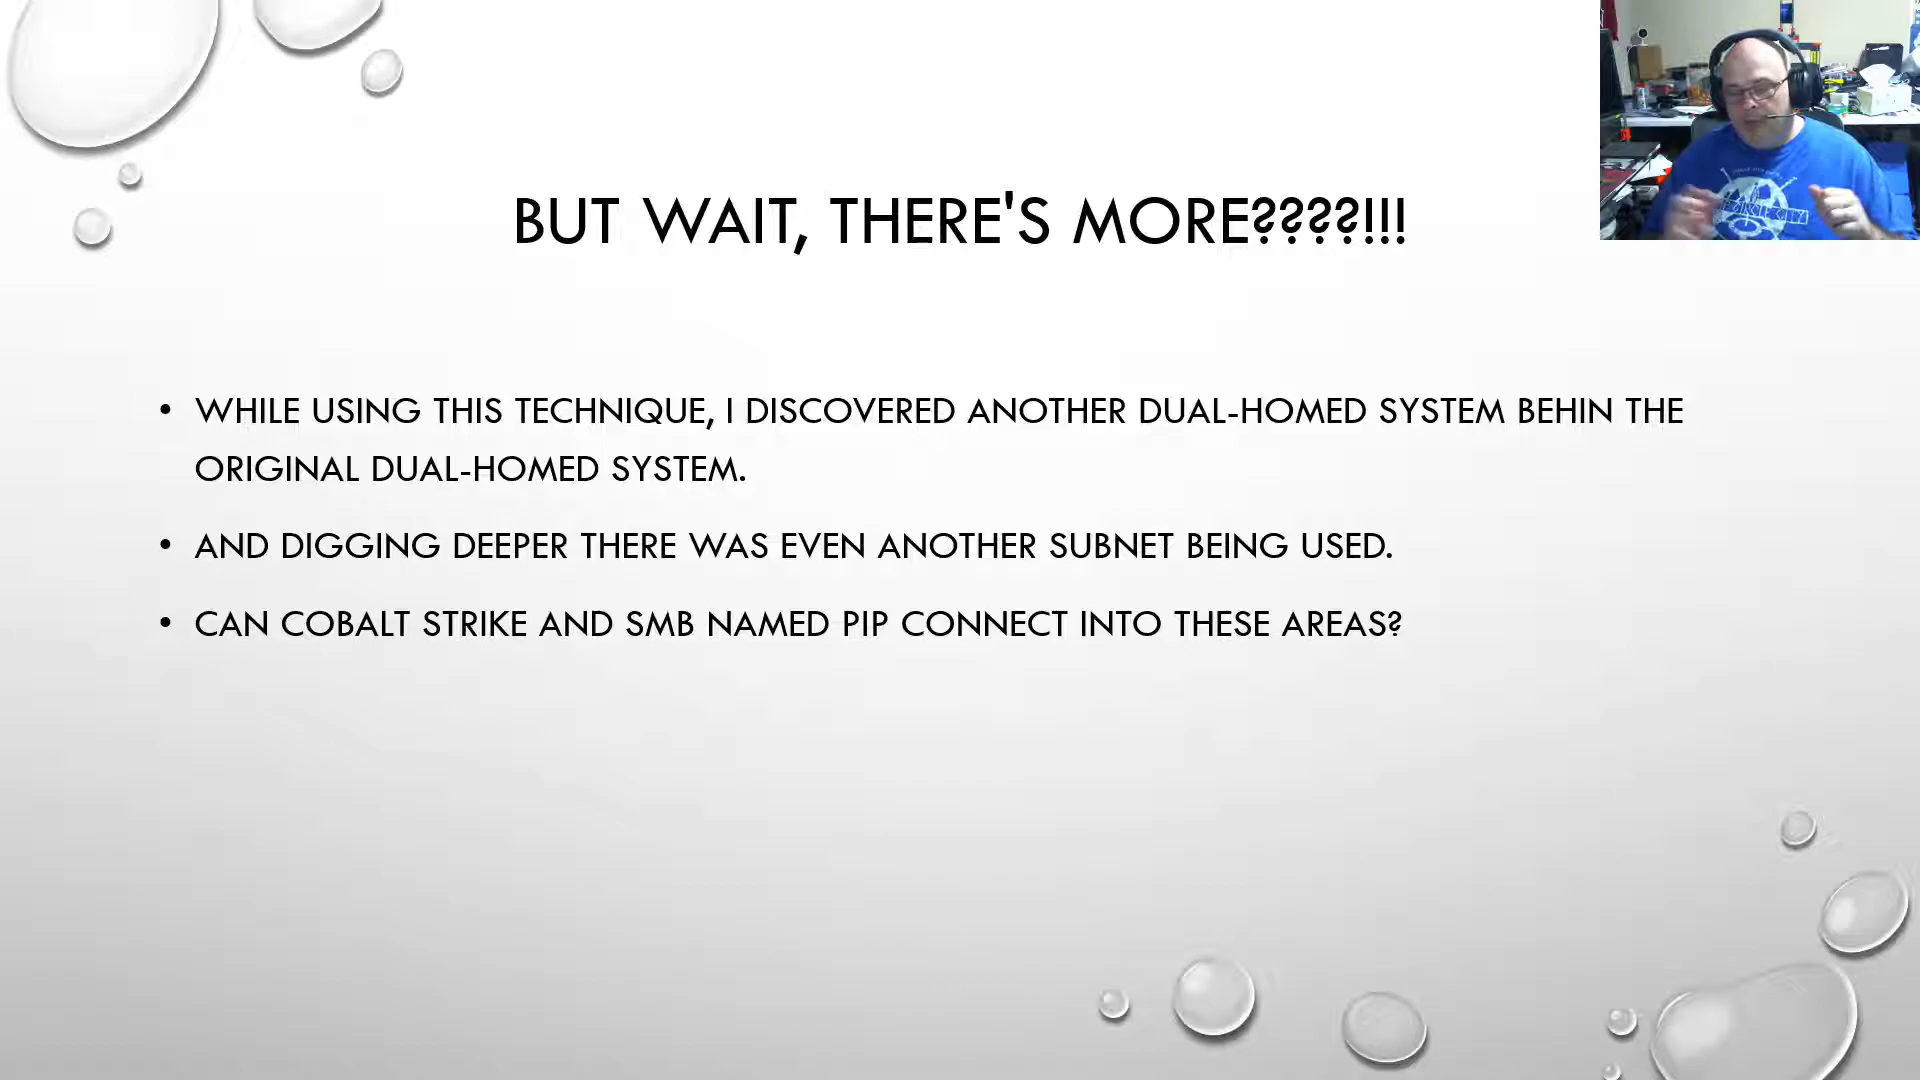 BUT WAIT, THERE'S MORE????!!!
• WHILE USING THIS TECHNIQUE, I DISCOVERED ANOTHER DUAL-HOMED SYSTEM BEHIN THE
ORIGINAL DUAL-HOMED SYSTEM.
• AND DIGGING DEEPER THERE WAS EVEN ANOTHER SUBNET BEING USED.
• CAN COBALT STRIKE AND SMB NAMED PIP CONNECT INTO THESE AREAS?
CIRCLE CITY